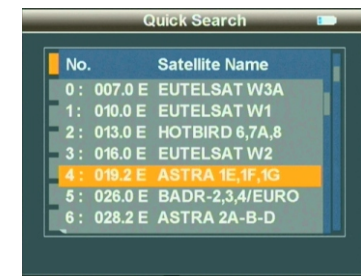 Quick Search
No. Satellite Name
0 : 007.0 E EUTELSAT W3A
1 : 010.0 E EUTELSAT W1
2 : 013.0 E HOTBIRD 6,7A,8
3 : 016.0 E EUTELSAT W2
4 : 019.2 E ASTRA 1E,1F,1G
5 : 026.0 E BADR-2,3,4/EURO
6 : 028.2 E ASTRA 2A-B-D